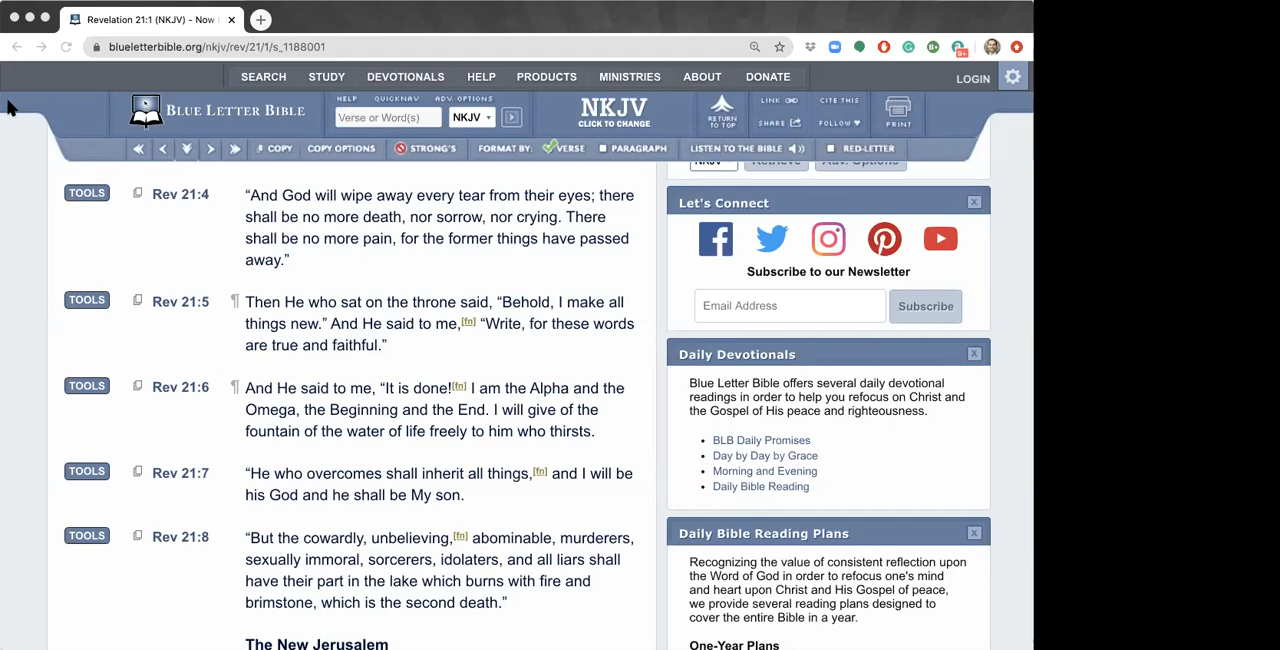 Revelation 21:1 (NKJV) - Now
blueletterbible.org/nkjv/rev/21/1/s_1188001
9+
SEARCH STUDY DEVOTIONALS HELP PRODUCTS MINISTRIES ABOUT DONATE LOGIN
HELP QUICKNAV ADV. OPTIONS
BLUE LETTER BIBLE
Verse or Word(s) NKJV
NKJV
CLICK TO CHANGE
RETURN TO TOP
LINK CITE THIS
SHARE FOLLOW
PRINT
COPY COPY OPTIONS STRONG'S FORMAT BY: VERSE PARAGRAPH LISTEN TO THE BIBLE RED-LETTER
NKJV Retrieve Adv. Options
TOOLS Rev 21:4 “And God will wipe away every tear from their eyes; there
shall be no more death, nor sorrow, nor crying. There
shall be no more pain, for the former things have passed
away.”
TOOLS Rev 21:5 ¶ Then He who sat on the throne said, “Behold, I make all
things new.” And He said to me,[fn] “Write, for these words
are true and faithful.”
TOOLS Rev 21:6 ¶ And He said to me, “It is done![fn] I am the Alpha and the
Omega, the Beginning and the End. I will give of the
fountain of the water of life freely to him who thirsts.
TOOLS Rev 21:7 “He who overcomes shall inherit all things,[fn] and I will be
his God and he shall be My son.
TOOLS Rev 21:8 “But the cowardly, unbelieving,[fn] abominable, murderers,
sexually immoral, sorcerers, idolaters, and all liars shall
have their part in the lake which burns with fire and
brimstone, which is the second death.”
The New Jerusalem
Let's Connect X
Subscribe to our Newsletter
Email Address Subscribe
Daily Devotionals X
Blue Letter Bible offers several daily devotional
readings in order to help you refocus on Christ and
the Gospel of His peace and righteousness.
• BLB Daily Promises
• Day by Day by Grace
• Morning and Evening
• Daily Bible Reading
Daily Bible Reading Plans X
Recognizing the value of consistent reflection upon
the Word of God in order to refocus one's mind
and heart upon Christ and His Gospel of peace,
we provide several reading plans designed to
cover the entire Bible in a year.
One-Year Plans